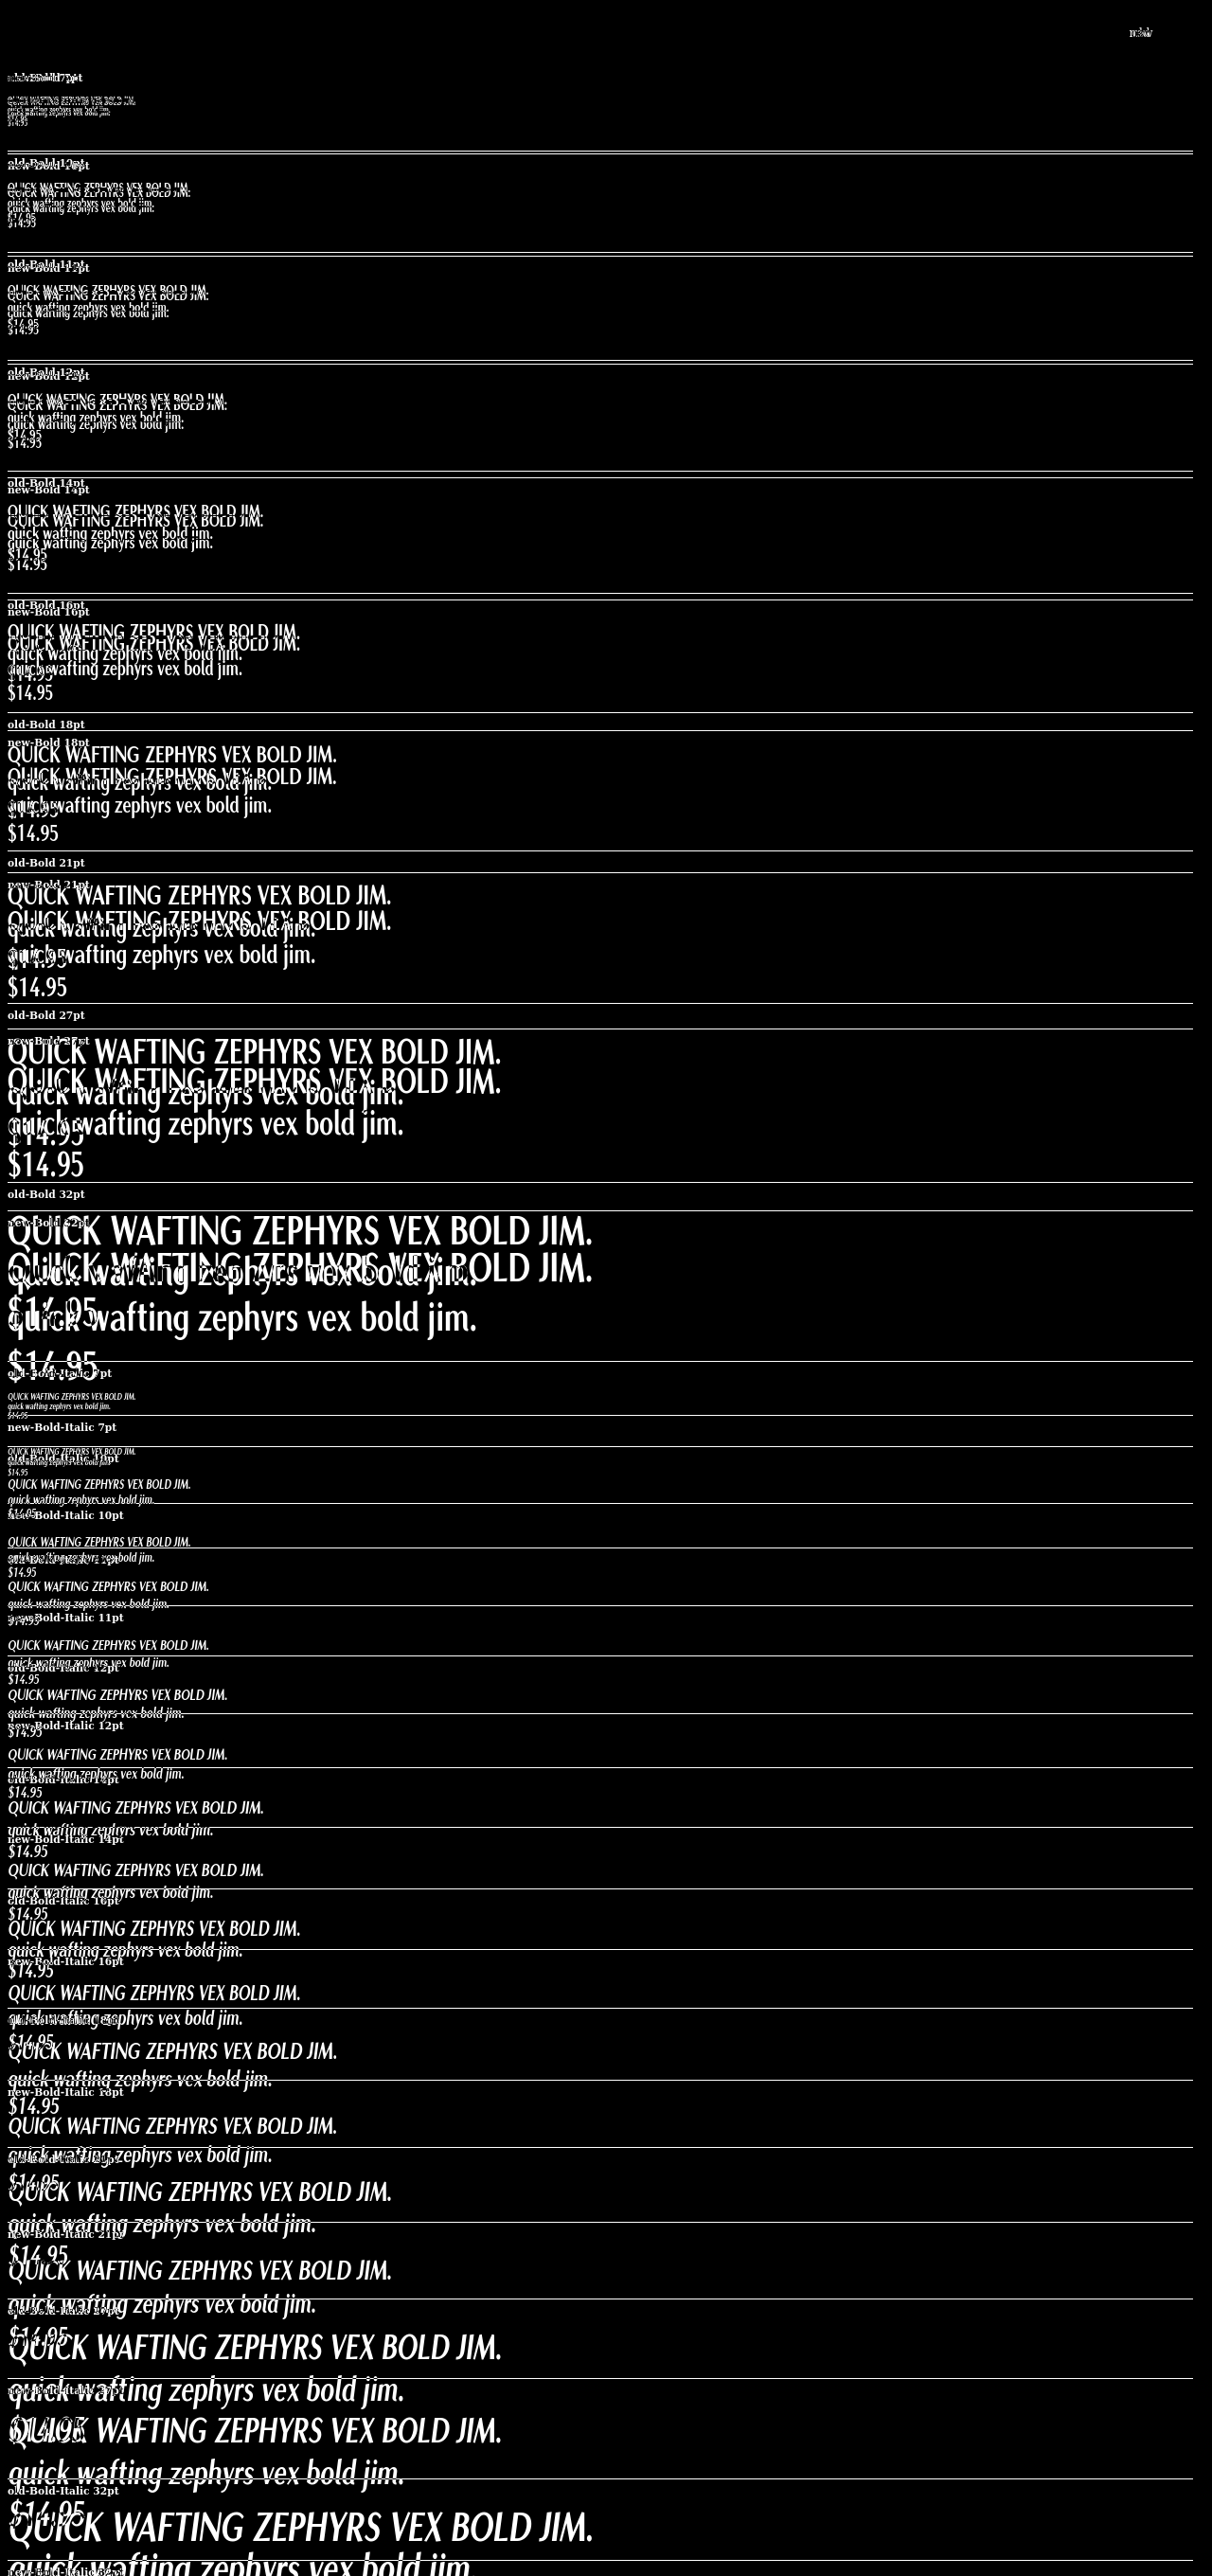 QUICK WAFTING ZEPHYRS VEX BOLD JIM.
quick wafting zephyrs vex bold jim.
$14.95
old-Bold 10pt
new-Bold 10pt
QUICK WAFTING ZEPHYRS VEX BOLD JIM.
QUICK WAFTING ZEPHYRS VEX BOLD JIM.
quick wafting zephyrs vex bold jim.
quick wafting zephyrs vex bold jim.
$14.95
$14.95
old-Bold 11pt
new-Bold 11pt
QUICK WAFTING ZEPHYRS VEX BOLD JIM.
QUICK WAFTING ZEPHYRS VEX BOLD JIM.
quick wafting zephyrs vex bold jim.
quick wafting zephyrs vex bold jim.
$14.95
$14.95
old-Bold 12pt
new-Bold 12pt
QUICK WAFTING ZEPHYRS VEX BOLD JIM.
QUICK WAFTING ZEPHYRS VEX BOLD JIM.
quick wafting zephyrs vex bold jim.
quick wafting zephyrs vex bold jim.
$14.95
$14.95
old-Bold 14pt
new-Bold 14pt
QUICK WAFTING ZEPHYRS VEX BOLD JIM.
QUICK WAFTING ZEPHYRS VEX BOLD JIM.
quick wafting zephyrs vex bold jim.
quick wafting zephyrs vex bold jim.
$14.95
$14.95
old-Bold 16pt
new-Bold 16pt
QUICK WAFTING ZEPHYRS VEX BOLD JIM.
QUICK WAFTING ZEPHYRS VEX BOLD JIM.
quick wafting zephyrs vex bold jim.
quick wafting zephyrs vex bold jim.
$14.95
$14.95
old-Bold 18pt
new-Bold 18pt
QUICK WAFTING ZEPHYRS VEX BOLD JIM.
QUICK WAFTING ZEPHYRS VEX BOLD JIM.
quick wafting zephyrs vex bold jim.
quick wafting zephyrs vex bold jim.
$14.95
$14.95
old-Bold 21pt
new-Bold 21pt
QUICK WAFTING ZEPHYRS VEX BOLD JIM.
QUICK WAFTING ZEPHYRS VEX BOLD JIM.
quick wafting zephyrs vex bold jim.
quick wafting zephyrs vex bold jim.
$14.95
$14.95
old-Bold 27pt
new-Bold 27pt
QUICK WAFTING ZEPHYRS VEX BOLD JIM.
QUICK WAFTING ZEPHYRS VEX BOLD JIM.
quick wafting zephyrs vex bold jim.
quick wafting zephyrs vex bold jim.
$14.95
$14.95
old-Bold 32pt
new-Bold 32pt
QUICK WAFTING ZEPHYRS VEX BOLD JIM.
QUICK WAFTING ZEPHYRS VEX BOLD JIM.
quick wafting zephyrs vex bold jim.
$14.95
quick wafting zephyrs vex bold jim.
$14.95
old-Bold-Italic 7pt
QUICK WAFTING ZEPHYRS VEX BOLD JIM.
quick wafting zephyrs vex bold jim.
$14.95
new-Bold-Italic 7pt
QUICK WAFTING ZEPHYRS VEX BOLD JIM.
old-Bold-Italic 10pt
quick wafting zephyrs vex bold jim.
$14.95
QUICK WAFTING ZEPHYRS VEX BOLD JIM.
quick wafting zephyrs vex bold jim.
$14.95
new-Bold-Italic 10pt
QUICK WAFTING ZEPHYRS VEX BOLD JIM.
quick wafting zephyrs vex bold jim.
old-Bold-Italic 11pt
$14.95
QUICK WAFTING ZEPHYRS VEX BOLD JIM.
quick wafting zephyrs vex bold jim.
new-Bold-Italic 11pt
$14.95
QUICK WAFTING ZEPHYRS VEX BOLD JIM.
quick wafting zephyrs vex bold jim.
old-Bold-Italic 12pt
$14.95
QUICK WAFTING ZEPHYRS VEX BOLD JIM.
quick wafting zephyrs vex bold jim.
new-Bold-Italic 12pt
$14.95
QUICK WAFTING ZEPHYRS VEX BOLD JIM.
quick wafting zephyrs vex bold jim.
old-Bold-Italic 14pt
$14.95
QUICK WAFTING ZEPHYRS VEX BOLD JIM.
quick wafting zephyrs vex bold jim.
new-Bold-Italic 14pt
$14.95
QUICK WAFTING ZEPHYRS VEX BOLD JIM.
quick wafting zephyrs vex bold jim.
old-Bold-Italic 16pt
$14.95
QUICK WAFTING ZEPHYRS VEX BOLD JIM.
quick wafting zephyrs vex bold jim.
new-Bold-Italic 16pt
$14.95
QUICK WAFTING ZEPHYRS VEX BOLD JIM.
quick wafting zephyrs vex bold jim.
old-Bold-Italic 18pt
$14.95
QUICK WAFTING ZEPHYRS VEX BOLD JIM.
quick wafting zephyrs vex bold jim.
new-Bold-Italic 18pt
$14.95
QUICK WAFTING ZEPHYRS VEX BOLD JIM.
quick wafting zephyrs vex bold jim.
old-Bold-Italic 21pt
$14.95
QUICK WAFTING ZEPHYRS VEX BOLD JIM.
quick wafting zephyrs vex bold jim.
new-Bold-Italic 21pt
$14.95
QUICK WAFTING ZEPHYRS VEX BOLD JIM.
quick wafting zephyrs vex bold jim.
old-Bold-Italic 27pt
$14.95
QUICK WAFTING ZEPHYRS VEX BOLD JIM.
quick wafting zephyrs vex bold jim.
new-Bold-Italic 27pt
$14.95
QUICK WAFTING ZEPHYRS VEX BOLD JIM.
quick wafting zephyrs vex bold jim.
old-Bold-Italic 32pt
$14.95
QUICK WAFTING ZEPHYRS VEX BOLD JIM.
quick wafting zephyrs vex bold jim.
new-Bold-Italic 32pt